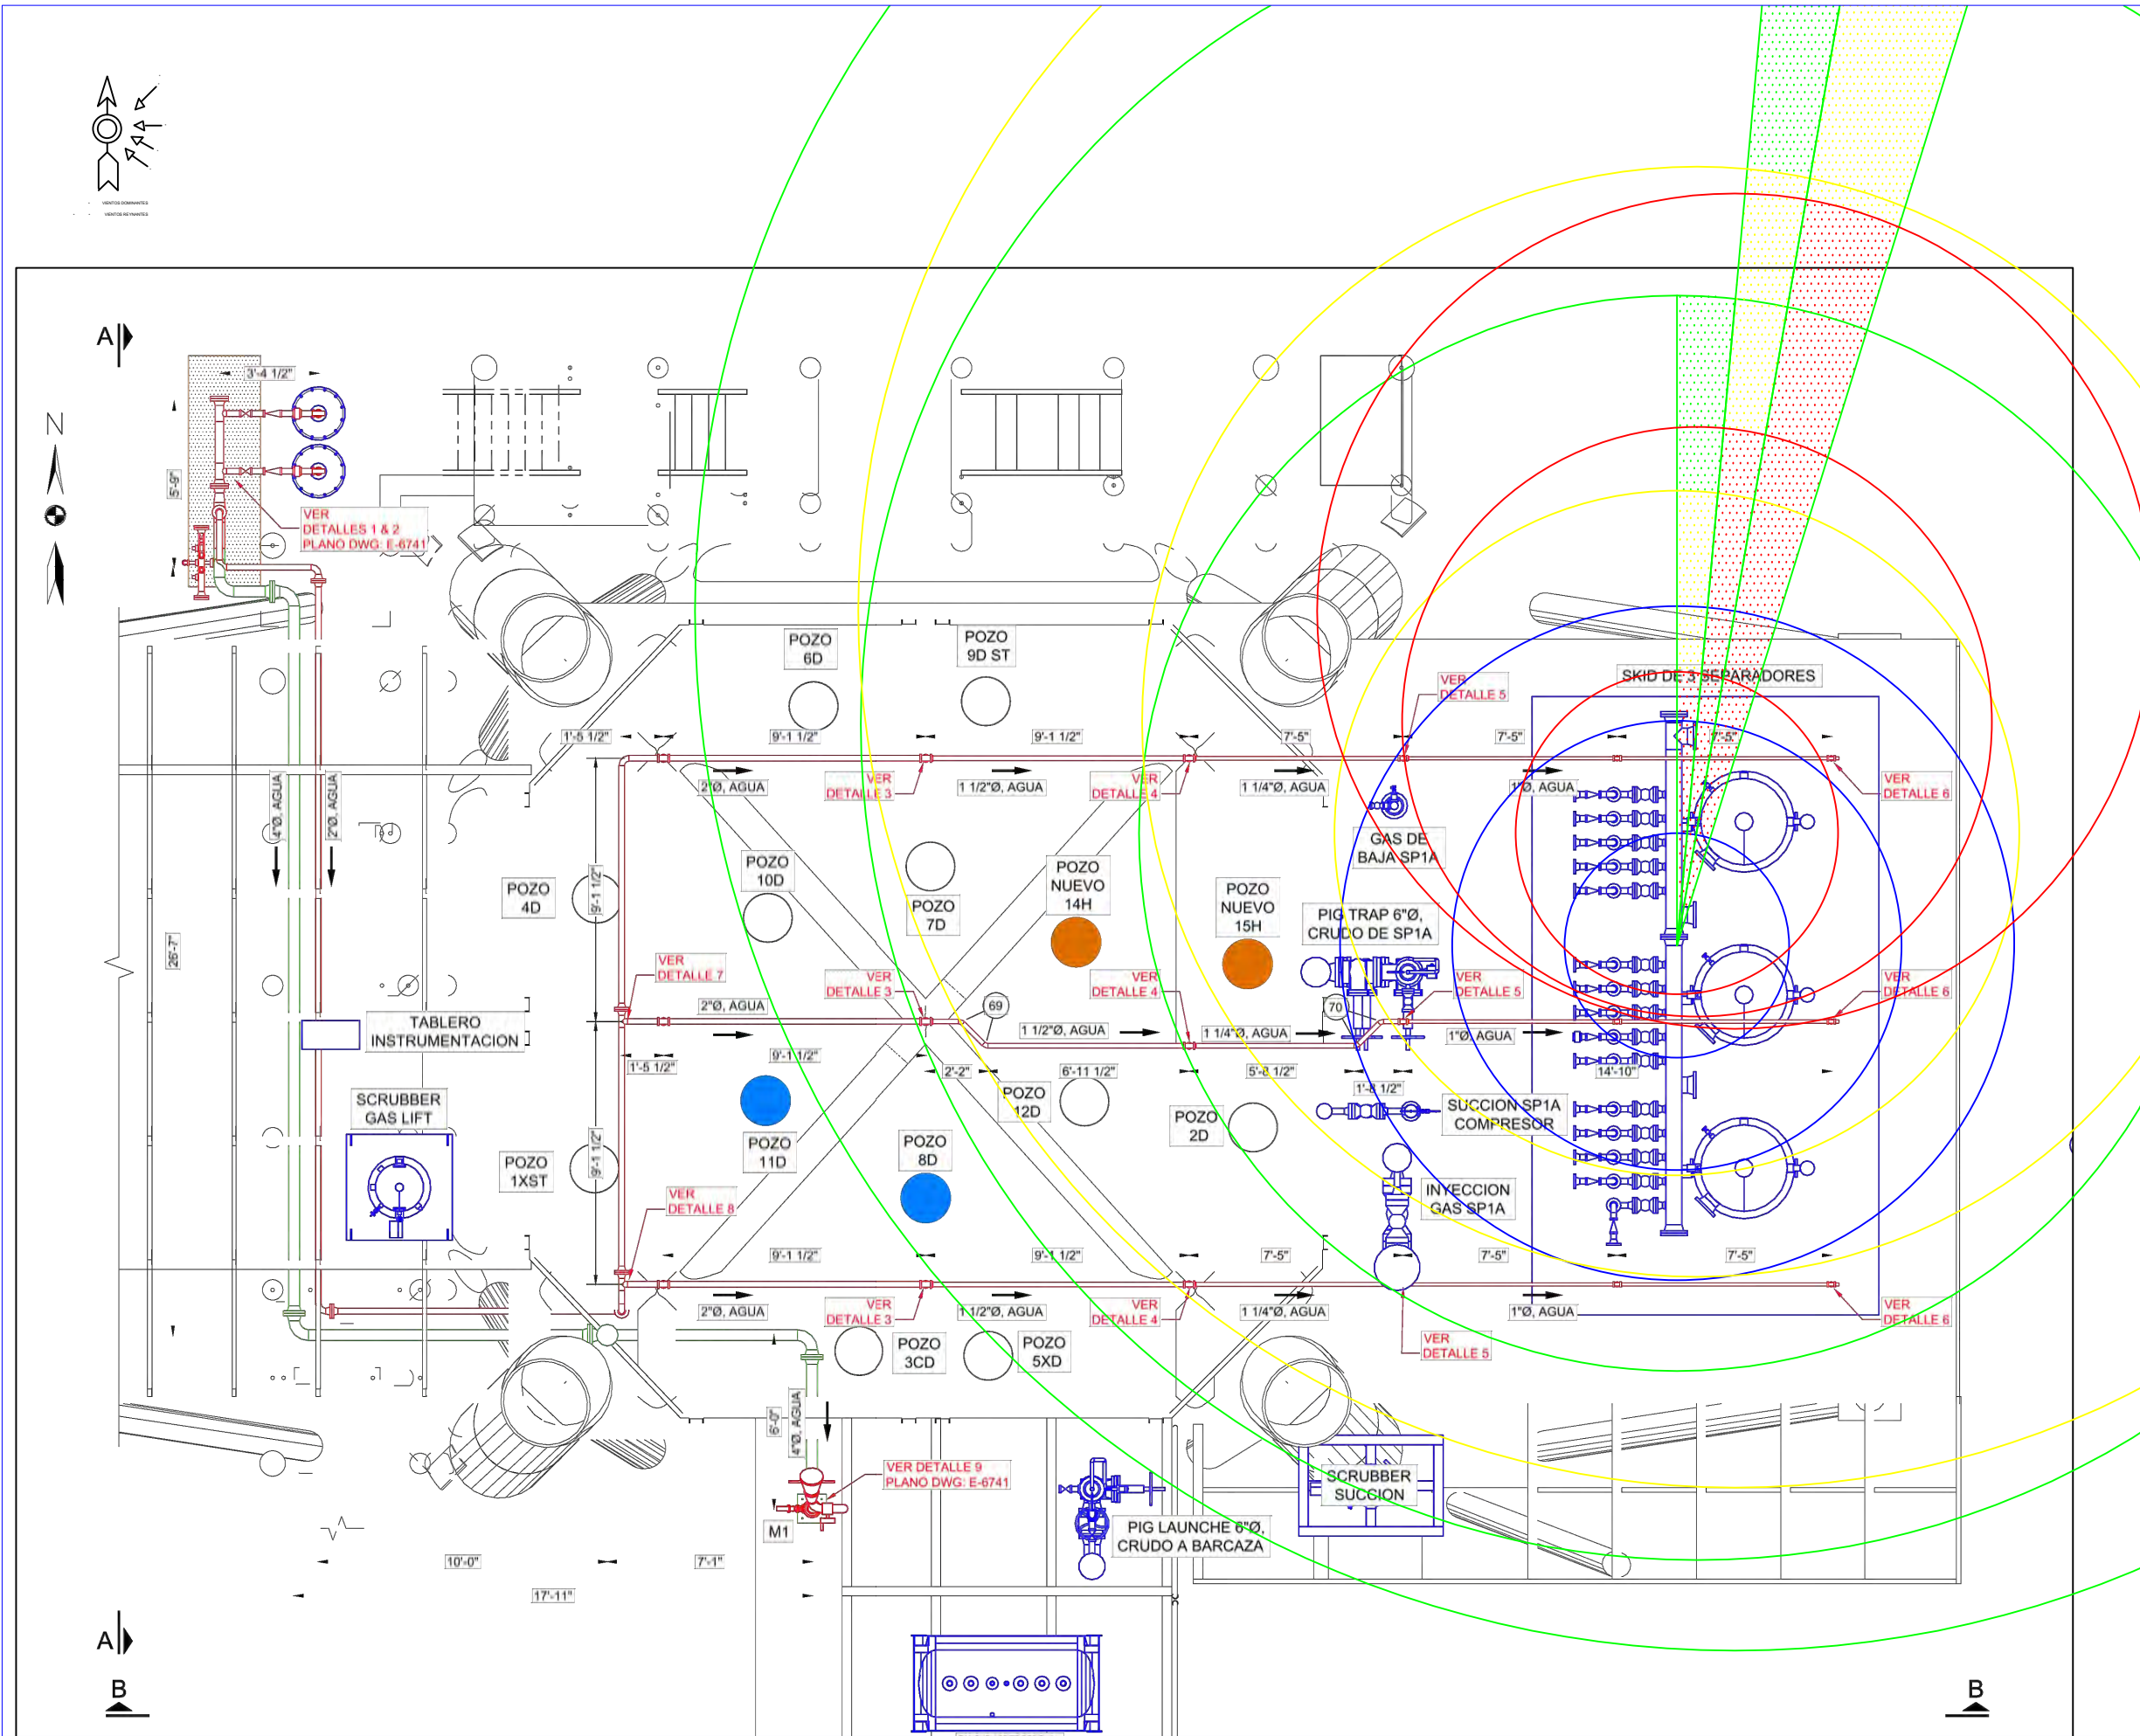 VIENTOS DOMINANTES
VIENTOS REYNANTES
A
3'-4 1/2"
N
5'-9"
VER
DETALLES 1 & 2
PLANO DWG: E-6741
POZO
6D
POZO
9D ST
SKID DE 3 SEPARADORES
VER
DETALLE 5
1'-5 1/2"
9'-1 1/2"
9'-1 1/2"
7'-5"
7'-5"
7'-5"
2"Ø, AGUA
VER
DETALLE 3
1 1/2"Ø, AGUA
VER
DETALLE 4
1 1/4"Ø, AGUA
1"Ø, AGUA
VER
DETALLE 6
4"Ø, AGUA
2"Ø, AGUA
GAS DE
BAJA SP1A
POZO
4D
9'-1 1/2"
POZO
10D
POZO
7D
POZO
NUEVO
14H
POZO
NUEVO
15H
PIG TRAP 6"Ø,
CRUDO DE SP1A
26'-7"
VER
DETALLE 7
VER
DETALLE 3
VER
DETALLE 4
VER
DETALLE 5
VER
DETALLE 6
2"Ø, AGUA
69
70
TABLERO
INSTRUMENTACION
1 1/2"Ø, AGUA
1 1/4"Ø, AGUA
1"Ø, AGUA
1'-5 1/2"
9'-1 1/2"
2'-2"
6'-11 1/2"
5'-8 1/2"
1'-8 1/2"
14'-10"
SCRUBBER
GAS LIFT
POZO
12D
POZO
2D
SUCCION SP1A
COMPRESOR
POZO
1XST
9'-1 1/2"
POZO
11D
POZO
8D
INYECCION
GAS SP1A
VER
DETALLE 8
9'-1 1/2"
9'-1 1/2"
7'-5"
7'-5"
7'-5"
2"Ø, AGUA
VER
DETALLE 3
1 1/2"Ø, AGUA
VER
DETALLE 4
1 1/4"Ø, AGUA
1"Ø, AGUA
VER
DETALLE 6
POZO
3CD
POZO
5XD
VER
DETALLE 5
6'-0"
4"Ø, AGUA
VER DETALLE 9
PLANO DWG: E-6741
SCRUBBER
SUCCION
M1
PIG LAUNCHE 6"Ø,
CRUDO A BARCAZA
10'-0"
7'-1"
17'-11"
A
B
B